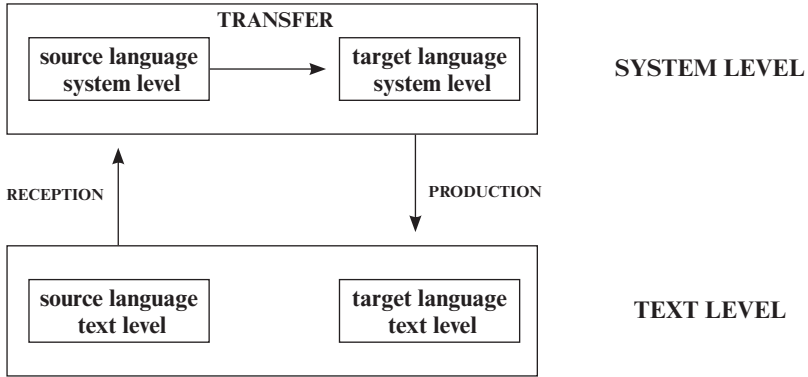 TRANSFER
source language
system level
target language
system level
SYSTEM LEVEL
RECEPTION
PRODUCTION
source language
text level
target language
text level
TEXT LEVEL